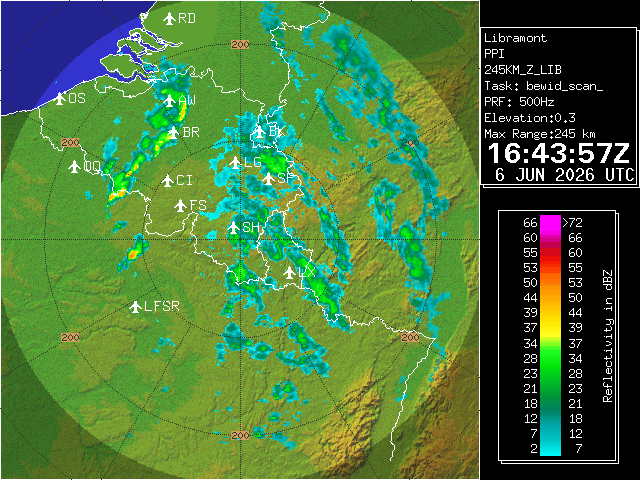 RD
200
Libramont
PPI
245KM_Z_LIB
Task: bewid_scan_
PRF: 500Hz
Elevation:0.3
Max Range:245 km
16:43:57Z
6 JUN 2026 UTC
OS
AW
BR
BK
200
QQ
LG
CI
SP
FS
SH
LX
LFSR
200
200
200
66 >72
60 66
55 60
53 55
50 53
44 50
39 44
37 39
34 37
28 34
23 28
21 23
18 21
12 18
7 12
2 7
Reflectivity in dBZ